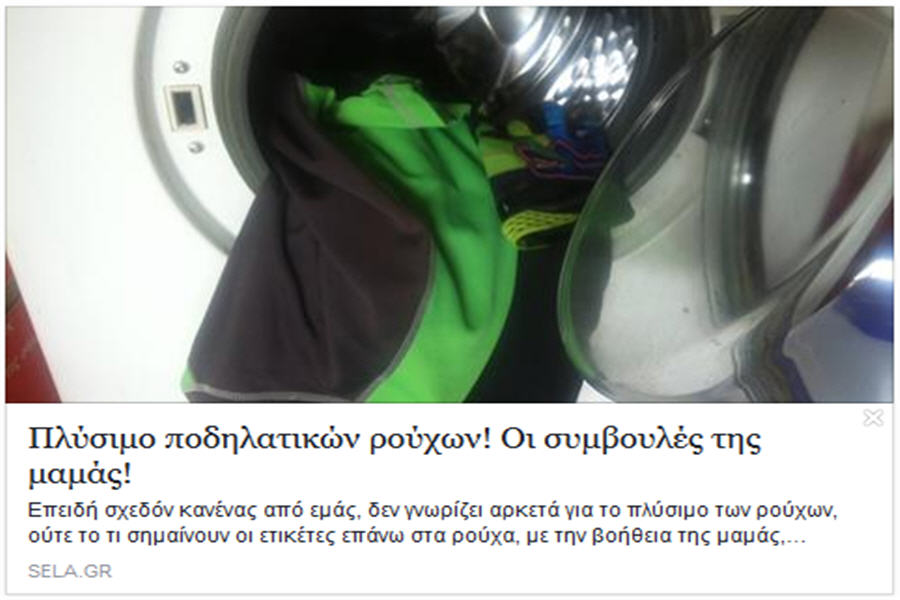 Πλύσιμο ποδηλατικών ρούχων! Οι συμβουλές της
μαμάς!
Επειδή σχεδόν κανένας από εμάς, δεν γνωρίζει αρκετά για το πλύσιμο των ρούχων,
ούτε το τι σημαίνουν οι ετικέτες επάνω στα ρούχα, με την βοήθεια της μαμάς,...
SELA.GR